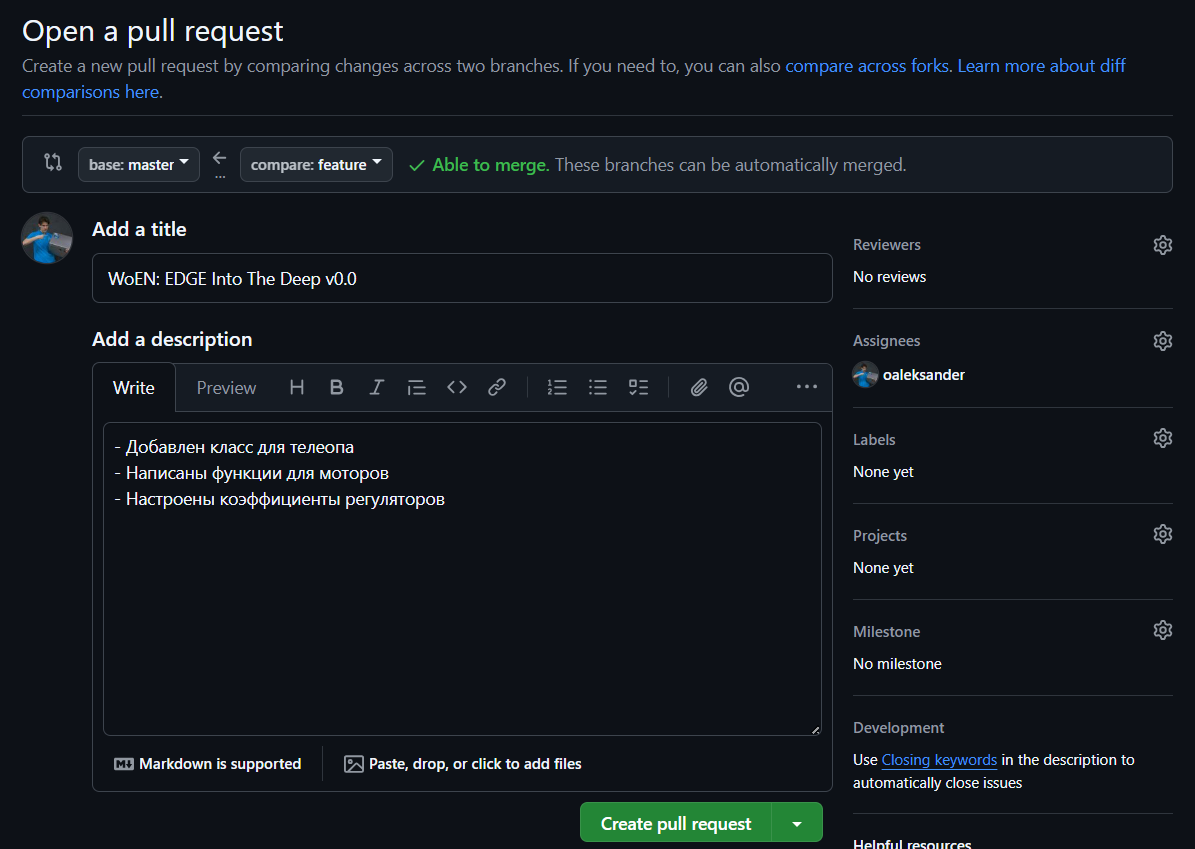 Open a pull request
Create a new pull request by comparing changes across two branches. If you need to, you can also compare across forks. Learn more about diff
comparisons here.
base: master
compare: feature
Able to merge. These branches can be automatically merged.
Add a title
WoEN: EDGE Into The Deep v0.0
Add a description
Write
Preview
- Добавлен класс для телеопа
- Написаны функции для моторов
- Настроены коэффициенты регуляторов
Markdown is supported
Paste, drop, or click to add files
Create pull request
Reviewers
No reviews
Assignees
oaleksander
Labels
None yet
Projects
None yet
Milestone
No milestone
Development
Use Closing keywords in the description to
automatically close issues
Helpful resources